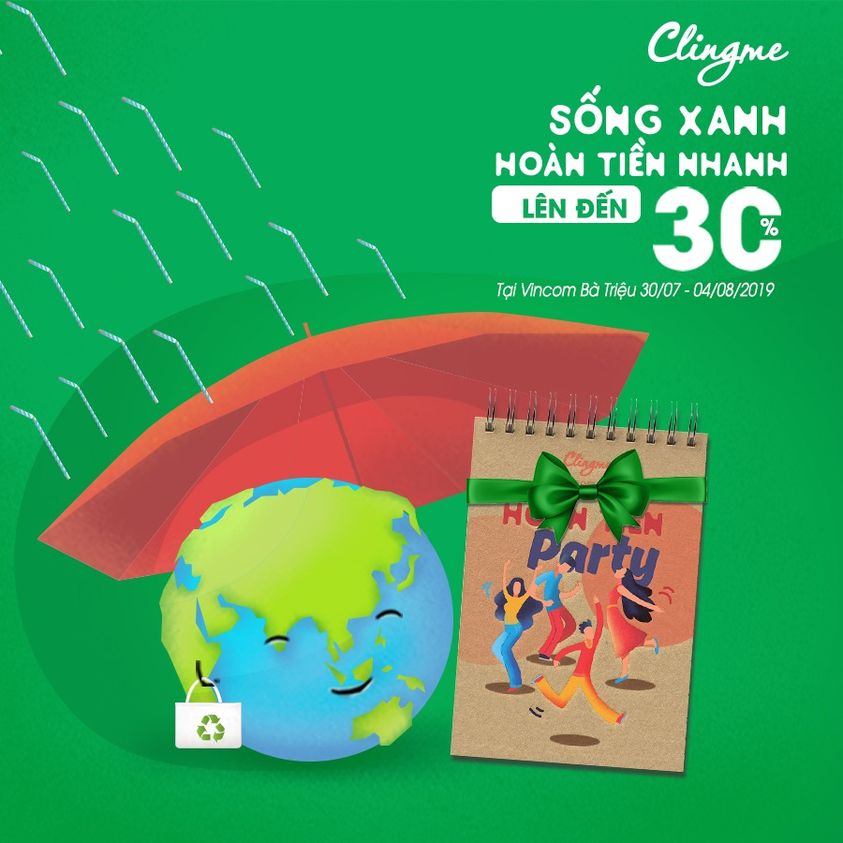 Clingme
SỐNG XANH
HOÀN TIỀN NHANH
LÊN ĐẾN 30%
Tại Vincom Bà Triệu 30/07 - 04/08/2019
Clingme
Party